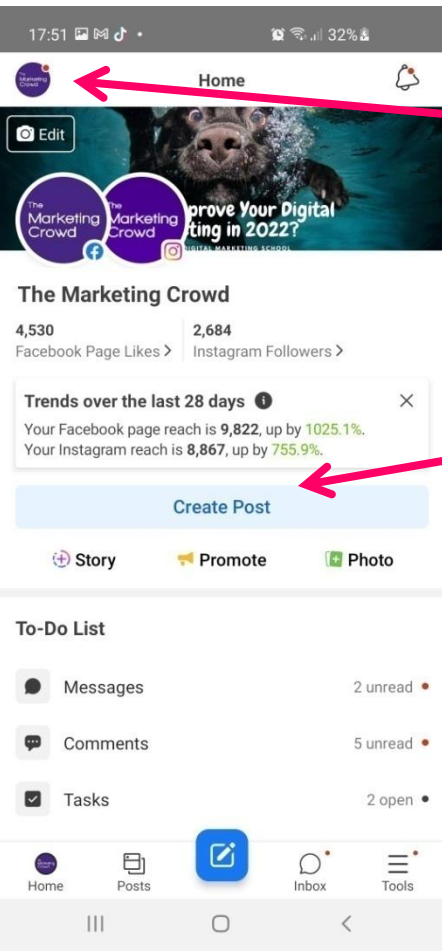 17:51 32%
Home
Edit
The Marketing Crowd
The Marketing Crowd
prove Your Digital
ting in 2022?
DIGITAL MARKETING SCHOOL
The Marketing Crowd
4,530 2,684
Facebook Page Likes > Instagram Followers >
Trends over the last 28 days
Your Facebook page reach is 9,822, up by 1025.1%.
Your Instagram reach is 8,867, up by 755.9%.
Create Post
Story Promote Photo
To-Do List
Messages 2 unread
Comments 5 unread
Tasks 2 open
Home Posts Inbox Tools